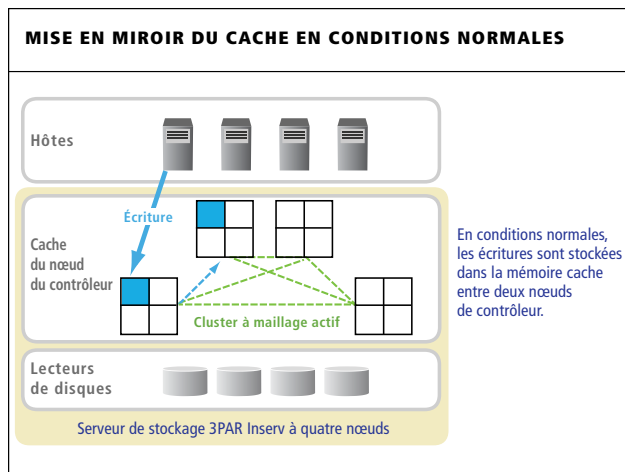 MISE EN MIROIR DU CACHE EN CONDITIONS NORMALES
Hôtes
Écriture
Cache
du nœud
du contrôleur
Cluster à maillage actif
En conditions normales,
les écritures sont stockées
dans la mémoire cache
entre deux nœuds
de contrôleur.
Lecteurs
de disques
Serveur de stockage 3PAR Inserv à quatre nœuds